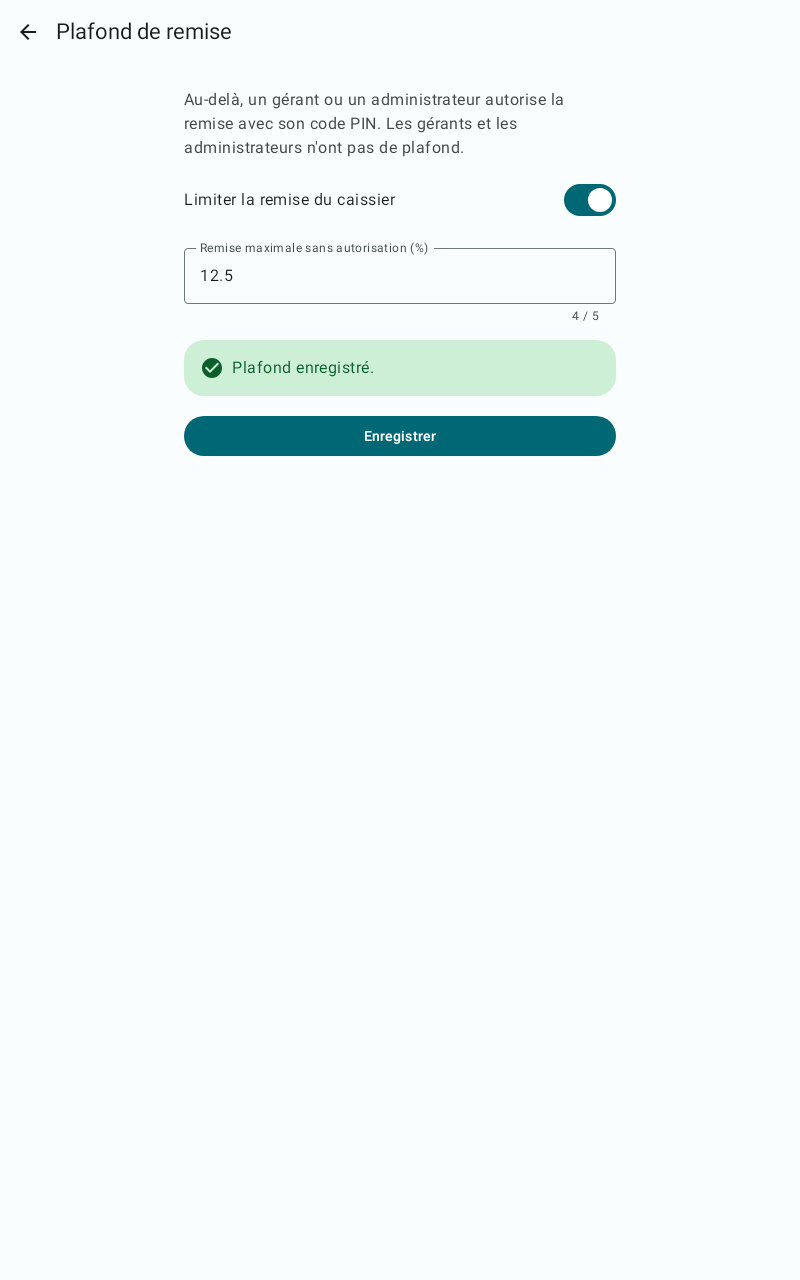 Plafond de remise
Au-delà, un gérant ou un administrateur autorise la
remise avec son code PIN. Les gérants et les
administrateurs n'ont pas de plafond.
Limiter la remise du caissier
Remise maximale sans autorisation (%)
12.5
4 / 5
Plafond enregistré.
Enregistrer